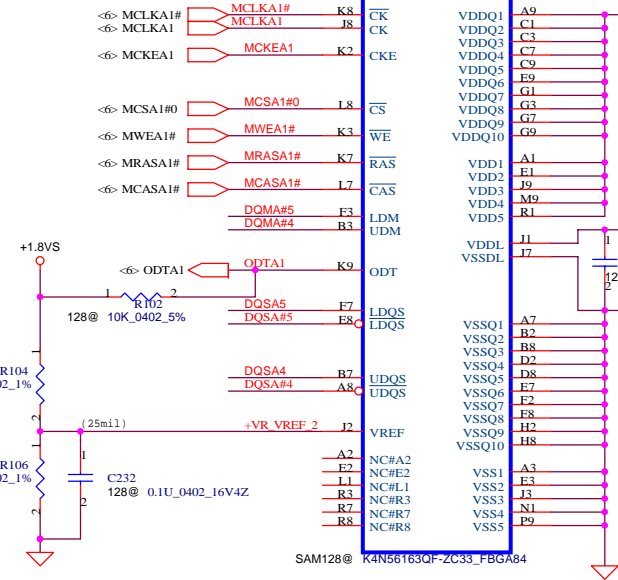 <6> MCLKA1# MCLKA1# K8 CK VDDQ1 A9
<6> MCLKA1 MCLKA1 J8 CK VDDQ2 C1
VDDQ3 C3
<6> MCKEA1 MCKEA1 K2 CKE VDDQ4 C7
VDDQ5 C9
VDDQ6 E9
VDDQ7 G1
<6> MCSA1#0 MCSA1#0 L8 CS VDDQ8 G3
VDDQ9 G7
<6> MWEA1# MWEA1# K3 WE VDDQ10 G9
<6> MRASA1# MRASA1# K7 RAS VDD1 A1
VDD2 E1
<6> MCASA1# MCASA1# L7 CAS VDD3 J9
VDD4 M9
DQMA#5 F3 LDM VDD5 R1
DQMA#4 B3 UDM
+1.8VS VDDL J1 1
VSSDL J7
<6> ODTA1 ODTA1 K9 ODT 12
2
1 2
R102
128@ 10K_0402_5%
DQSA5 F7 LDQS VSSQ1 A7
DQSA#5 E8 LDQS VSSQ2 B2
VSSQ3 B8
1 VSSQ4 D2
R104 DQSA4 B7 UDQS VSSQ5 D8
02_1% DQSA#4 A8 UDQS VSSQ6 E7
VSSQ7 F2
2 VSSQ8 F8
(25mil) +VR_VREF_2 J2 VREF VSSQ9 H2
1 VSSQ10 H8
1
A2 NC#A2
R106 E2 NC#E2 VSS1 A3
02_1% C232 L1 NC#L1 VSS2 E3
128@ 0.1U_0402_16V4Z R3 NC#R3 VSS3 J3
2 2 R7 NC#R7 VSS4 N1
R8 NC#R8 VSS5 P9
SAM128@ K4N56163QF-ZC33_FBGA84